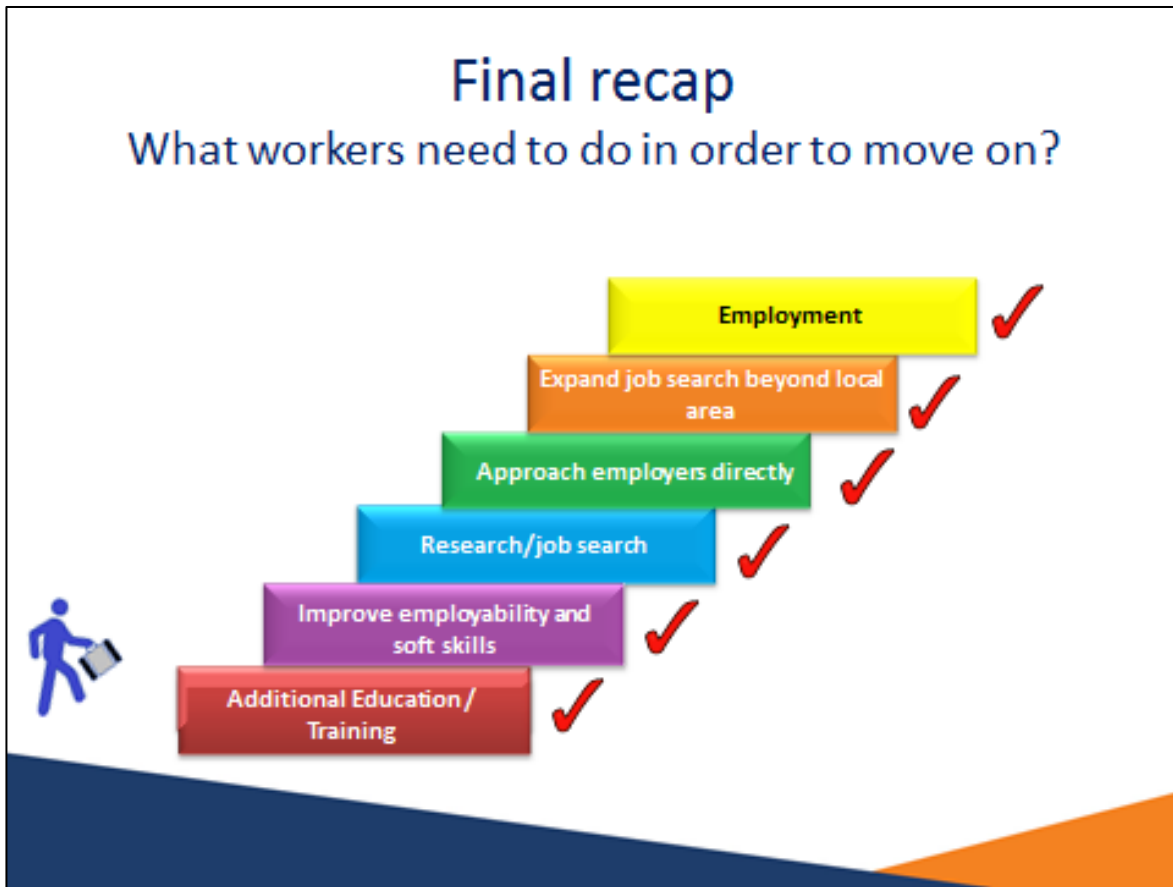 Final recap
What workers need to do in order to move on?
Employment
Expand job search beyond local
area
Approach employers directly
Research/job search
Improve employability and
soft skills
Additional Education /
Training